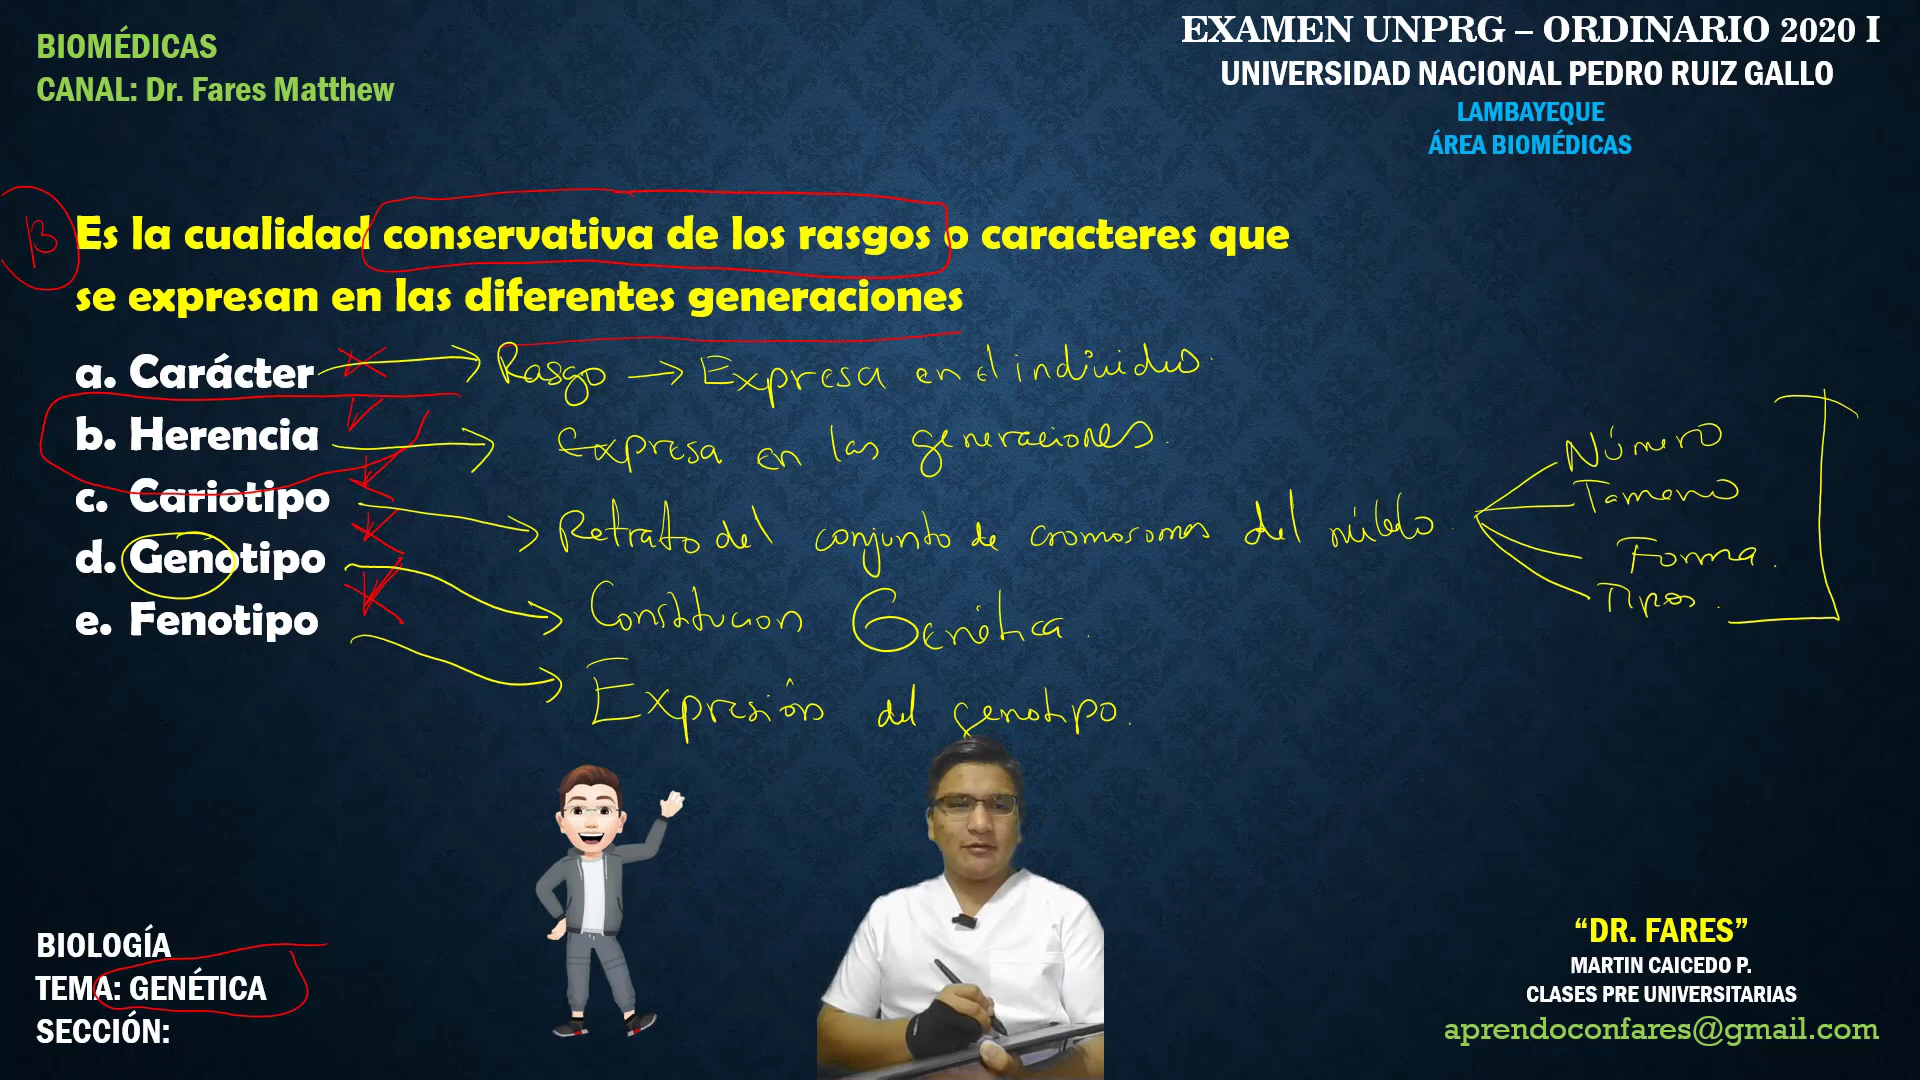 BIOMÉDICAS
CANAL: Dr. Fares Matthew
EXAMEN UNPRG – ORDINARIO 2020 I
UNIVERSIDAD NACIONAL PEDRO RUIZ GALLO
LAMBAYEQUE
ÁREA BIOMÉDICAS
B
Es la cualidad conservativa de los rasgos o caracteres que
se expresan en las diferentes generaciones
a. Carácter
Rasgo → Expresa en el individuo.
b. Herencia
Expresa en las generaciones.
c. Cariotipo
Retrato del conjunto de cromosomas del núcleo.
Número
Tamaño
Forma.
Tipos.
d. Genotipo
Constitucion Genética.
e. Fenotipo
Expresión del genotipo.
BIOLOGÍA
TEMA: GENÉTICA
SECCIÓN:
“DR. FARES”
MARTIN CAICEDO P.
CLASES PRE UNIVERSITARIAS
aprendoconfares@gmail.com